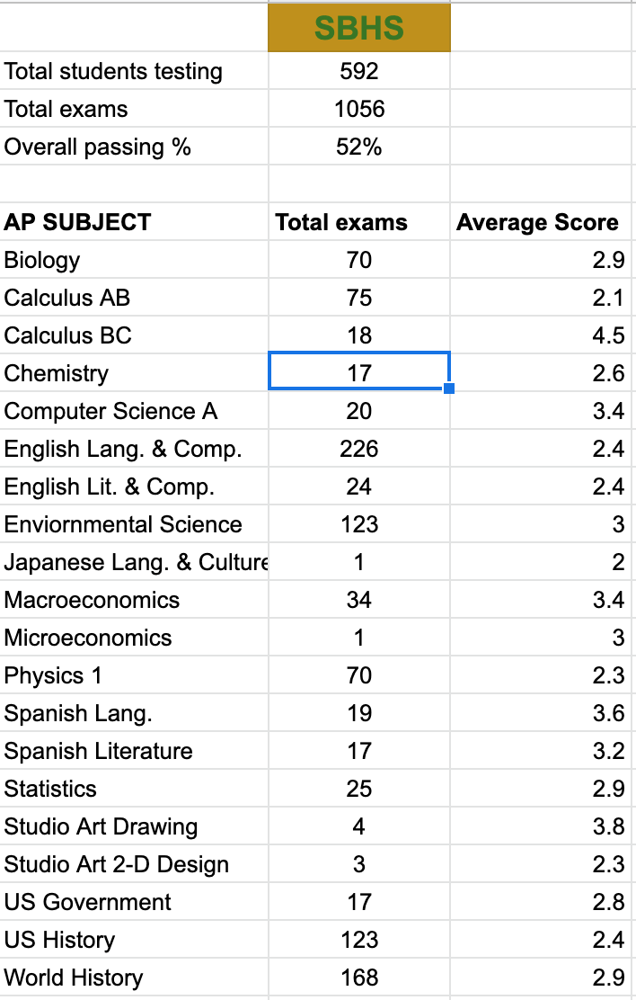 SBHS
Total students testing 592
Total exams 1056
Overall passing % 52%
AP SUBJECT Total exams Average Score
Biology 70 2.9
Calculus AB 75 2.1
Calculus BC 18 4.5
Chemistry 17 2.6
Computer Science A 20 3.4
English Lang. & Comp. 226 2.4
English Lit. & Comp. 24 2.4
Enviornmental Science 123 3
Japanese Lang. & Culture 1 2
Macroeconomics 34 3.4
Microeconomics 1 3
Physics 1 70 2.3
Spanish Lang. 19 3.6
Spanish Literature 17 3.2
Statistics 25 2.9
Studio Art Drawing 4 3.8
Studio Art 2-D Design 3 2.3
US Government 17 2.8
US History 123 2.4
World History 168 2.9